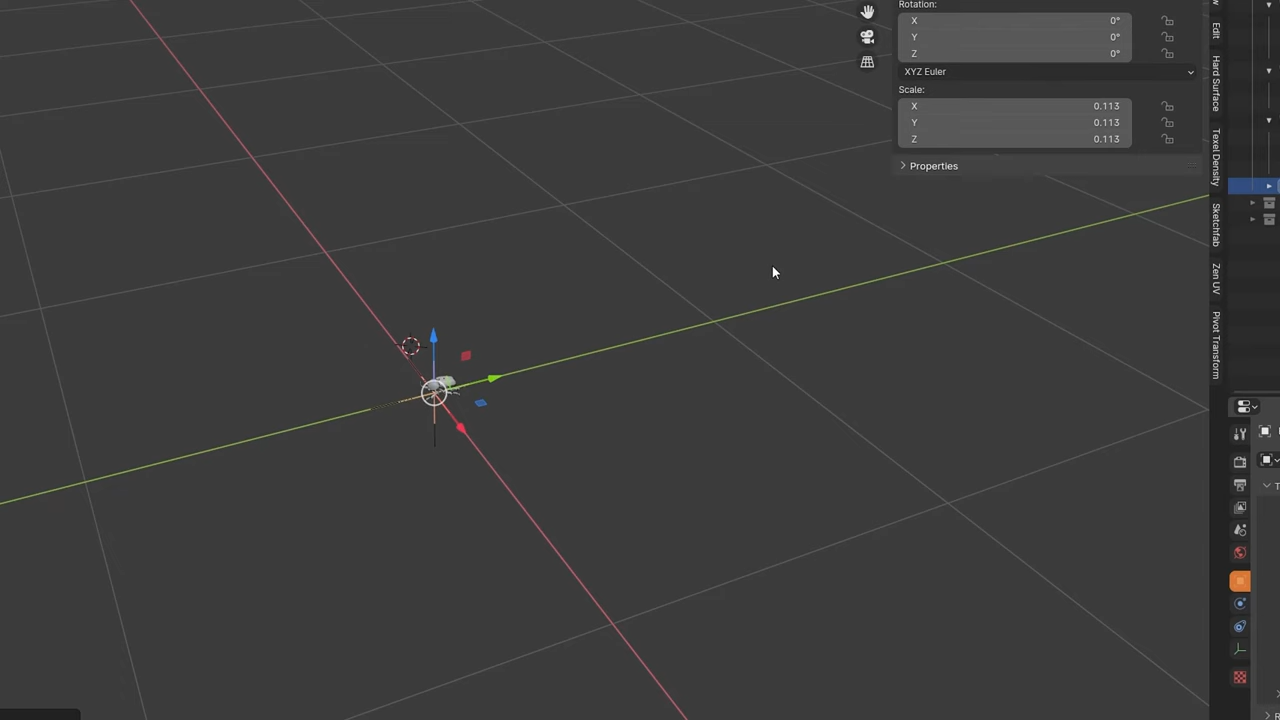 Rotation:
X 0°
Y 0°
Z 0°
XYZ Euler
Scale:
X 0.113
Y 0.113
Z 0.113
Properties
Edit
Hard Surface
Texel Density
Sketchfab
Zen UV
Pivot Transform